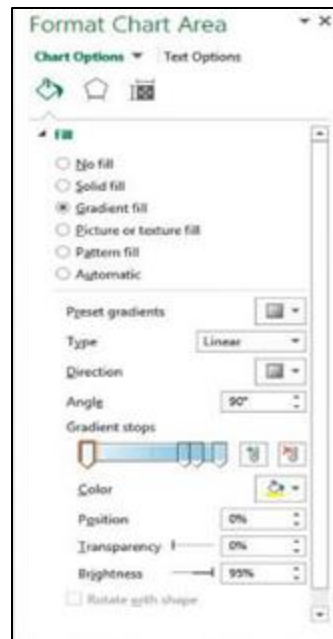 Format Chart Area
Chart Options Text Options
Fill
No fill
Solid fill
Gradient fill
Picture or texture fill
Pattern fill
Automatic
Preset gradients
Type Linear
Direction
Angle 90°
Gradient stops
Color
Position 0%
Transparency 0%
Brightness 95%
Rotate with shape